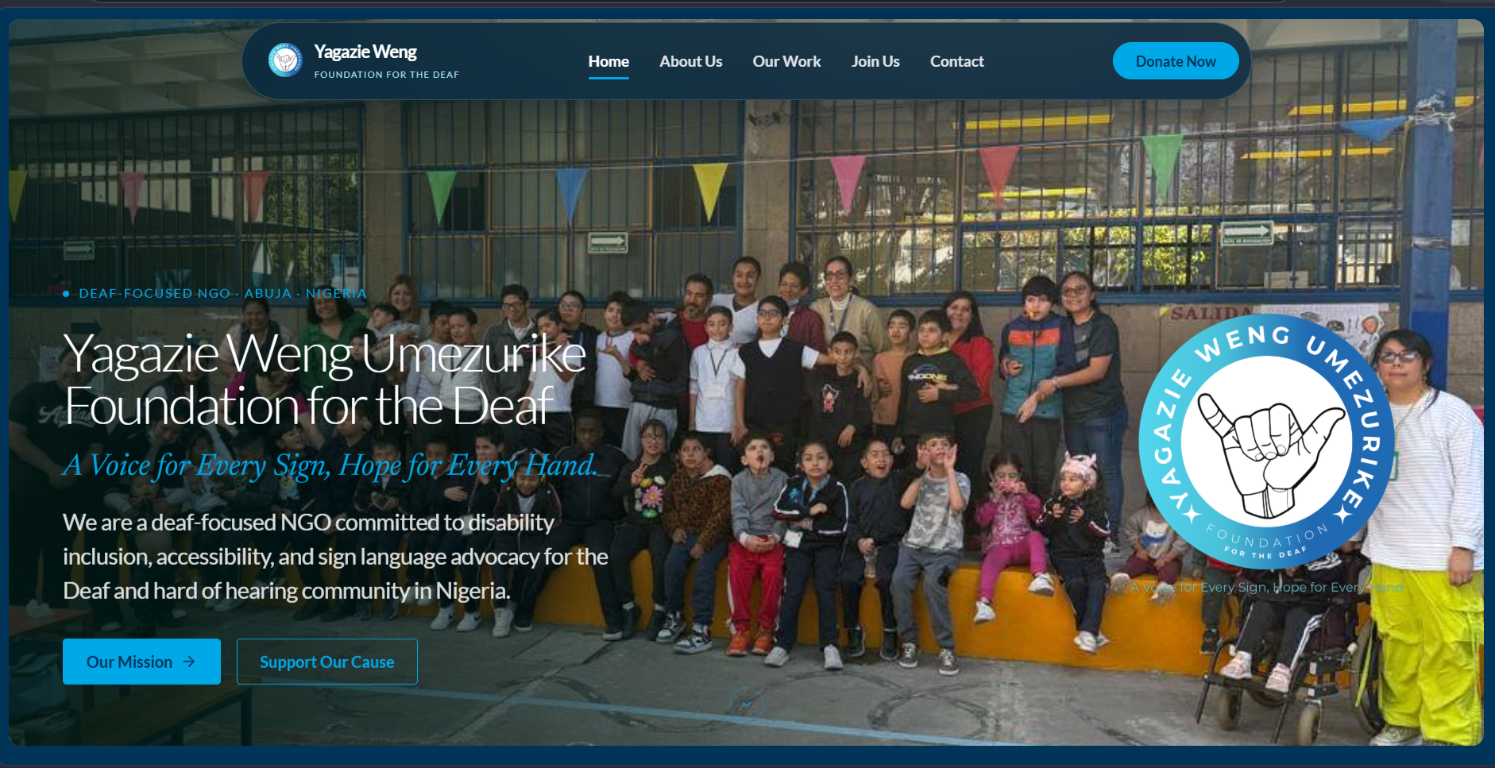 Yagazie Weng
FOUNDATION FOR THE DEAF
Home
About Us
Our Work
Join Us
Contact
Donate Now
DEAF-FOCUSED NGO · ABUJA · NIGERIA
Yagazie Weng Umezurike
Foundation for the Deaf
A Voice for Every Sign, Hope for Every Hand.
We are a deaf-focused NGO committed to disability
inclusion, accessibility, and sign language advocacy for the
Deaf and hard of hearing community in Nigeria.
Our Mission
Support Our Cause
SALIDA
YAGAZIE WENG UMEZURIKE
FOUNDATION
FOR THE DEAF
A Voice for Every Sign, Hope for Every Hand